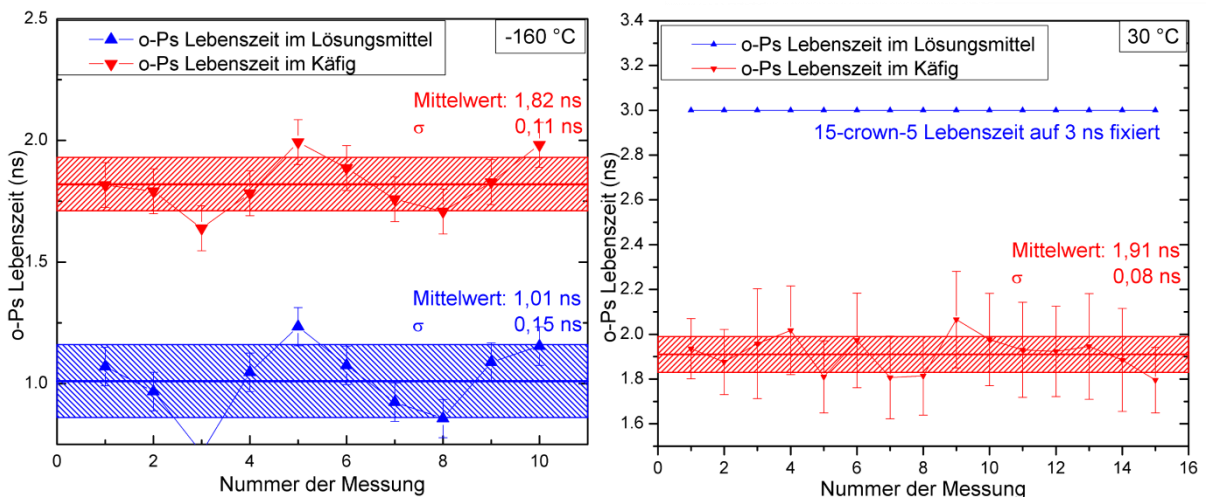 -160 °C
o-Ps Lebenszeit im Lösungsmittel
o-Ps Lebenszeit im Käfig
Mittelwert: 1,82 ns
σ 0,11 ns
Mittelwert: 1,01 ns
σ 0,15 ns
o-Ps Lebenszeit (ns)
2.5
2.0
1.5
1.0
0 2 4 6 8 10
Nummer der Messung
30 °C
o-Ps Lebenszeit im Lösungsmittel
o-Ps Lebenszeit im Käfig
15-crown-5 Lebenszeit auf 3 ns fixiert
Mittelwert: 1,91 ns
σ 0,08 ns
o-Ps Lebenszeit (ns)
3.4
3.2
3.0
2.8
2.6
2.4
2.2
2.0
1.8
1.6
1.4
0 2 4 6 8 10 12 14 16
Nummer der Messung